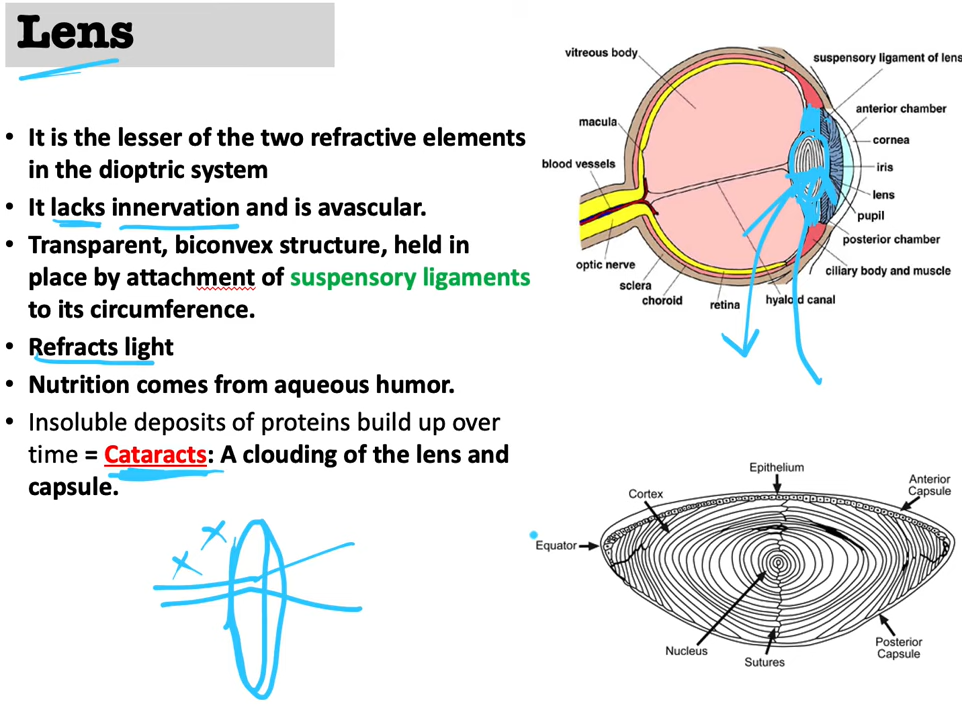 Lens
• It is the lesser of the two refractive elements
in the dioptric system
• It lacks innervation and is avascular.
• Transparent, biconvex structure, held in
place by attachment of suspensory ligaments
to its circumference.
• Refracts light
• Nutrition comes from aqueous humor.
• Insoluble deposits of proteins build up over
time = Cataracts: A clouding of the lens and
capsule.
vitreous body
suspensory ligament of lens
macula
anterior chamber
cornea
blood vessels
iris
lens
pupil
posterior chamber
optic nerve
ciliary body and muscle
sclera
choroid
retina
hyaloid canal
Epithelium
Cortex
Anterior
Capsule
Equator
Nucleus
Sutures
Posterior
Capsule